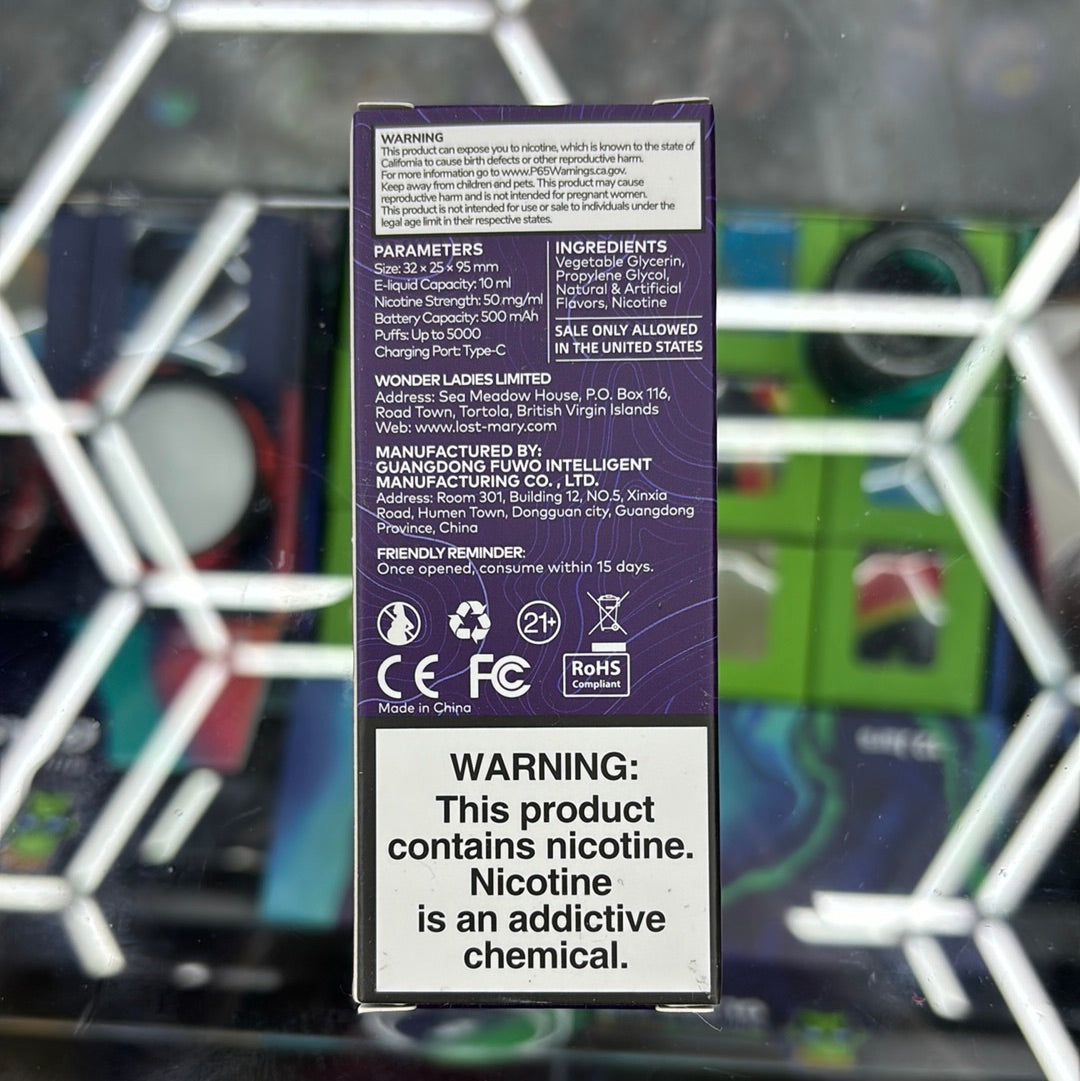 WARNING
This product can expose you to nicotine, which is known to the state of
California to cause birth defects or other reproductive harm.
For more information go to www.P65Warnings.ca.gov.
Keep away from children and pets. This product may cause
reproductive harm and is not intended for pregnant women.
This product is not intended for use or sale to individuals under the
legal age limit in their respective states.
PARAMETERS
Size: 32 × 25 × 95 mm
E-liquid Capacity: 10 ml
Nicotine Strength: 50 mg/ml
Battery Capacity: 500 mAh
Puffs: Up to 5000
Charging Port: Type-C
INGREDIENTS
Vegetable Glycerin,
Propylene Glycol,
Natural & Artificial
Flavors, Nicotine
SALE ONLY ALLOWED
IN THE UNITED STATES
WONDER LADIES LIMITED
Address: Sea Meadow House, P.O. Box 116,
Road Town, Tortola, British Virgin Islands
Web: www.lost-mary.com
MANUFACTURED BY:
GUANGDONG FUWO INTELLIGENT
MANUFACTURING CO. , LTD.
Address: Room 301, Building 12, NO.5, Xinxia
Road, Humen Town, Dongguan city, Guangdong
Province, China
FRIENDLY REMINDER:
Once opened, consume within 15 days.
21+
CE FC RoHS
Compliant
Made in China
WARNING:
This product
contains nicotine.
Nicotine
is an addictive
chemical.